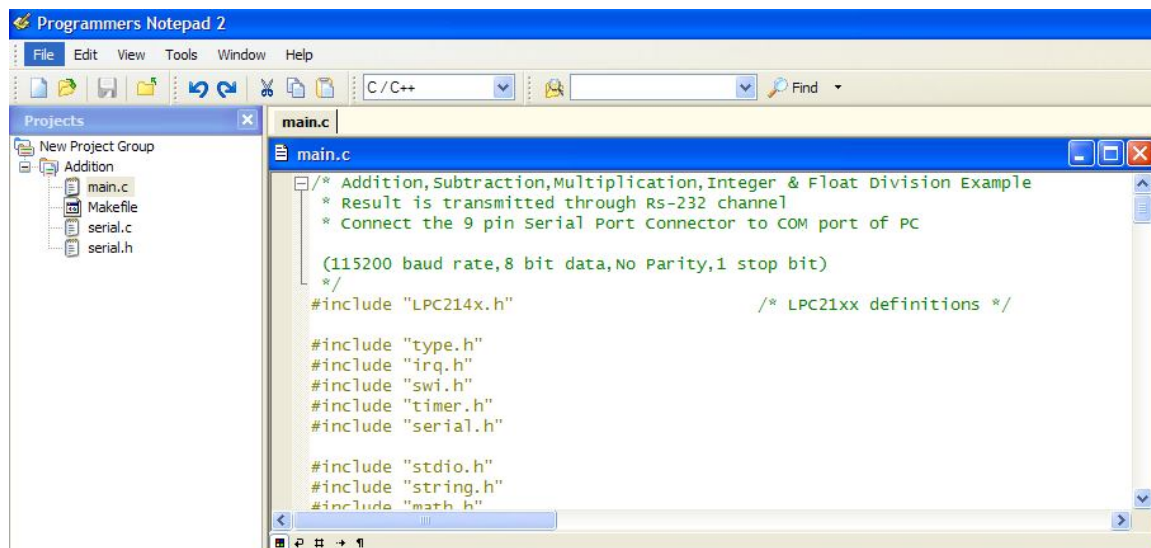 Programmers Notepad 2
File Edit View Tools Window Help
C / C++ Find
Projects
New Project Group
Addition
main.c
Makefile
serial.c
serial.h
main.c
main.c
/* Addition,Subtraction,Multiplication,Integer & Float Division Example
* Result is transmitted through Rs-232 channel
* Connect the 9 pin Serial Port Connector to COM port of PC
(115200 baud rate,8 bit data,No Parity,1 stop bit)
*/
#include "LPC214x.h" /* LPC21xx definitions */
#include "type.h"
#include "irq.h"
#include "swi.h"
#include "timer.h"
#include "serial.h"
#include "stdio.h"
#include "string.h"
#include "math.h"